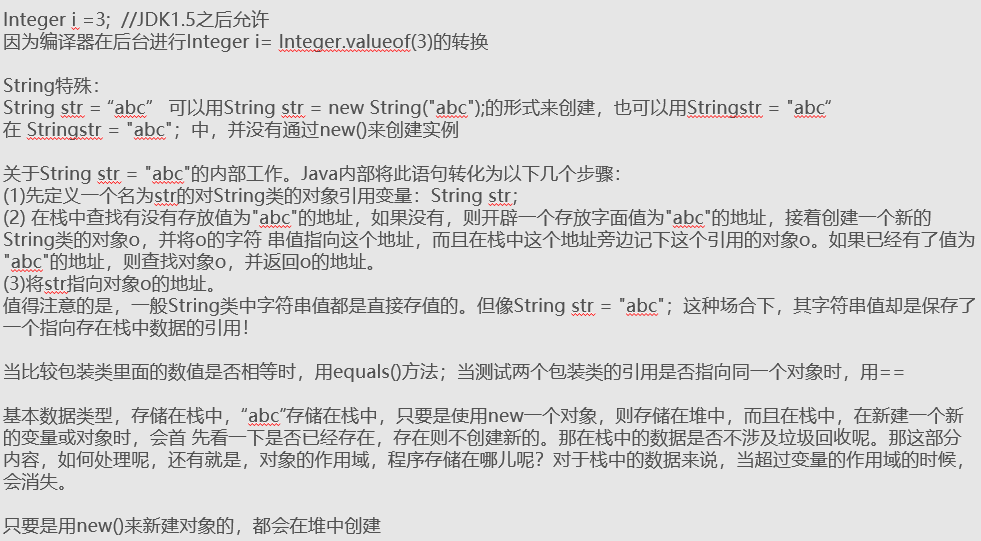 Integer i =3;  //JDK1.5之后允许
因为编译器在后台进行Integer i= Integer.valueof(3)的转换
String特殊：
String str = “abc”   可以用String str = new String("abc");的形式来创建，也可以用Stringstr = "abc“
在 Stringstr = "abc"；中，并没有通过new()来创建实例
关于String str = "abc"的内部工作。Java内部将此语句转化为以下几个步骤：
(1)先定义一个名为str的对String类的对象引用变量：String str；
(2) 在栈中查找有没有存放值为"abc"的地址，如果没有，则开辟一个存放字面值为"abc"的地址，接着创建一个新的
String类的对象o，并将o的字符 串值指向这个地址，而且在栈中这个地址旁边记下这个引用的对象o。如果已经有了值为
"abc"的地址，则查找对象o，并返回o的地址。
(3)将str指向对象o的地址。
值得注意的是，一般String类中字符串值都是直接存值的。但像String str = "abc"；这种场合下，其字符串值却是保存了
一个指向存在栈中数据的引用！
当比较包装类里面的数值是否相等时，用equals()方法；当测试两个包装类的引用是否指向同一个对象时，用==
基本数据类型，存储在栈中，“abc”存储在栈中，只要是使用new一个对象，则存储在堆中，而且在栈中，在新建一个新
的变量或对象时，会首 先看一下是否已经存在，存在则不创建新的。那在栈中的数据是否不涉及垃圾回收呢。那这部分
内容，如何处理呢，还有就是，对象的作用域，程序存储在哪儿呢？对于栈中的数据来说，当超过变量的作用域的时候，
会消失。
只要是用new()来新建对象的，都会在堆中创建